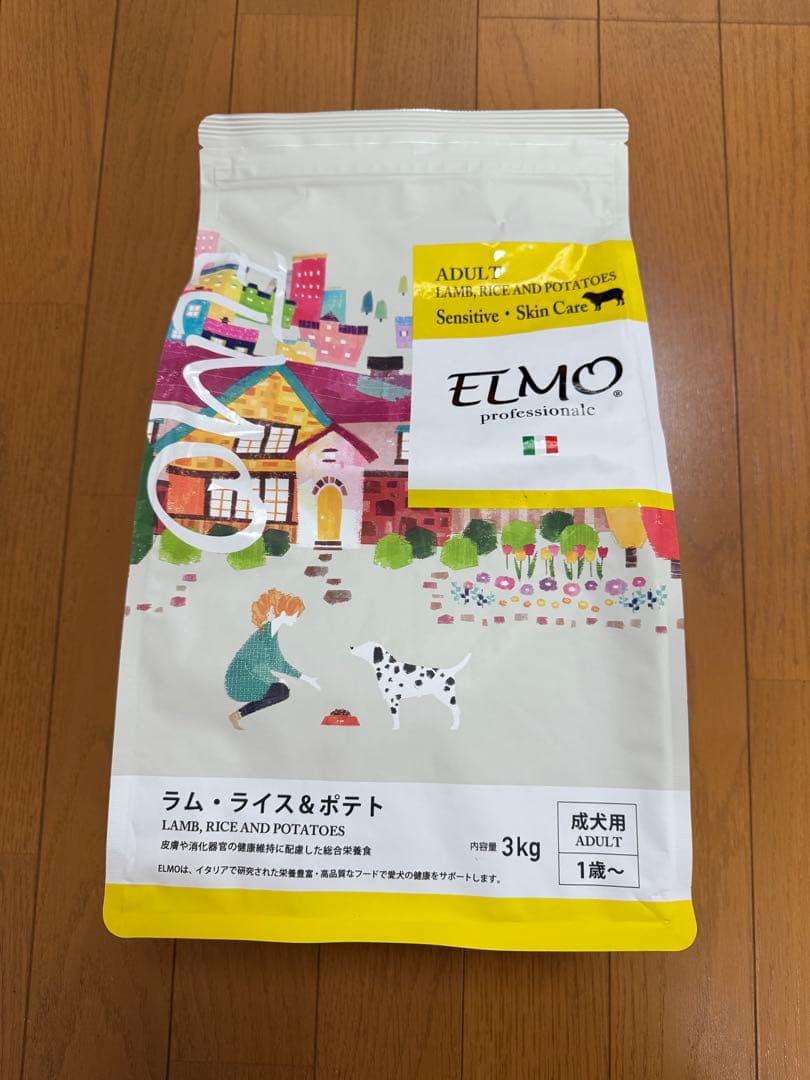 ADULT
LAMB, RICE AND POTATOES
Sensitive・Skin Care
ELMO®
professionale
ELMO
ラム・ライス&ポテト
LAMB, RICE AND POTATOES
皮膚や消化器官の健康維持に配慮した総合栄養食
ELMOは、イタリアで研究された栄養豊富・高品質なフードで愛犬の健康をサポートします。
内容量 3kg
成犬用
ADULT
1歳〜